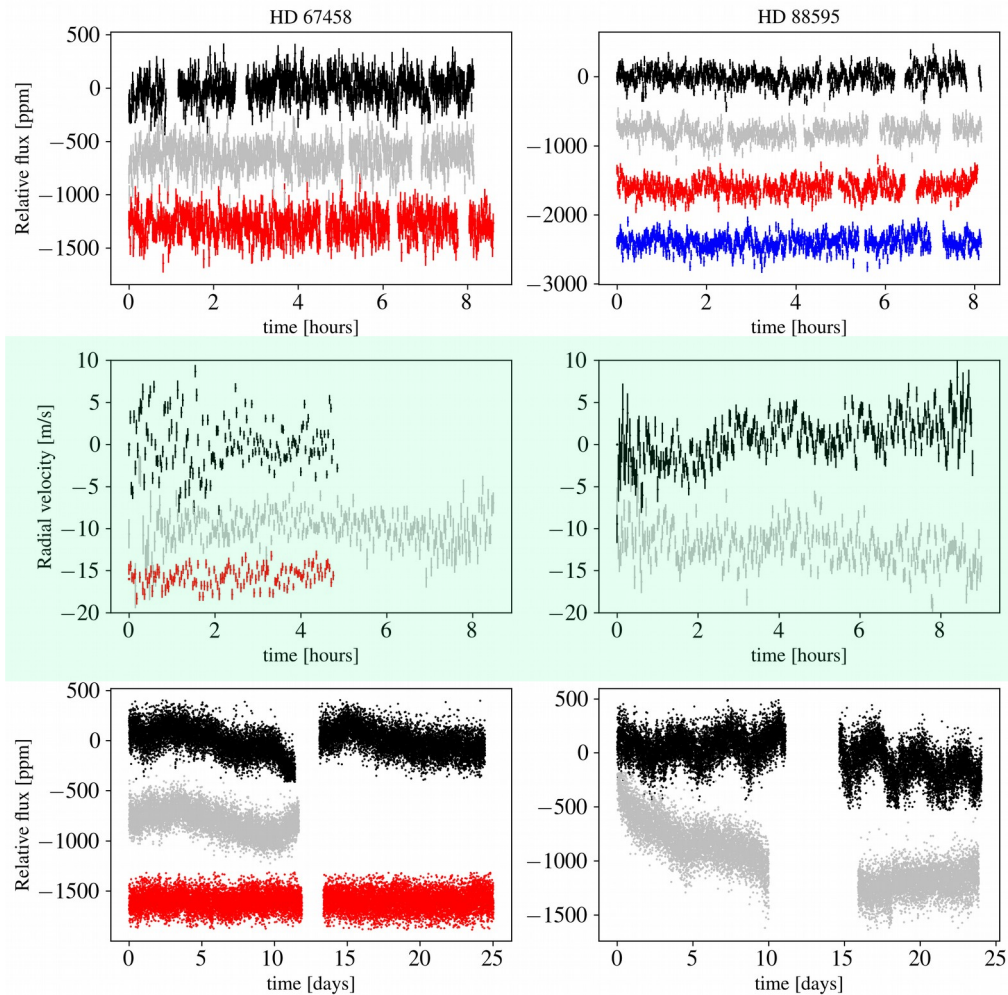 HD 67458
HD 88595
Relative flux [ppm]
500
0
−500
−1000
−1500
0 2 4 6 8
time [hours]
0
−1000
−2000
−3000
0 2 4 6 8
time [hours]
Radial velocity [m/s]
10
5
0
−5
−10
−15
−20
0 2 4 6 8
time [hours]
10
5
0
−5
−10
−15
−20
0 2 4 6 8
time [hours]
Relative flux [ppm]
500
0
−500
−1000
−1500
0 5 10 15 20 25
time [days]
500
0
−500
−1000
−1500
0 5 10 15 20 25
time [days]